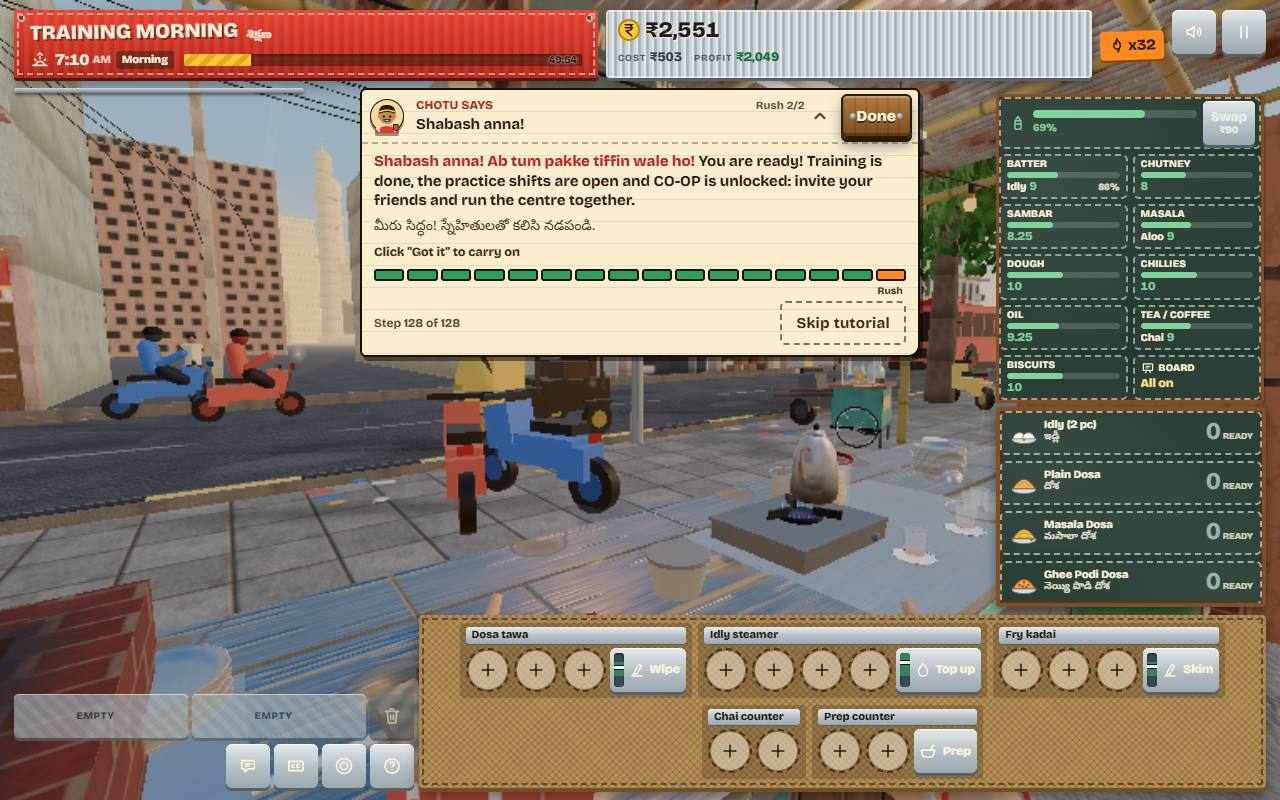 TRAINING MORNING శిక్షణ
7:10 AM Morning 49:54
₹ ₹2,551
COST ₹503 PROFIT ₹2,049
x32
CHOTU SAYS
Shabash anna!
Rush 2/2
Done
Shabash anna! Ab tum pakke tiffin wale ho! You are ready! Training is
done, the practice shifts are open and CO-OP is unlocked: invite your
friends and run the centre together.
మీరు సిద్ధం! స్నేహితులతో కలిసి నడపండి.
Click "Got it" to carry on
Rush
Step 128 of 128
Skip tutorial
69%
Swap
₹90
BATTER
Idly 9 86%
CHUTNEY
8
SAMBAR
8.25
MASALA
Aloo 9
DOUGH
10
CHILLIES
10
OIL
9.25
TEA / COFFEE
Chai 9
BISCUITS
10
BOARD
All on
Idly (2 pc)
ఇడ్లీ
0 READY
Plain Dosa
దోశ
0 READY
Masala Dosa
మసాలా దోశ
0 READY
Ghee Podi Dosa
నెయ్యి పొడి దోశ
0 READY
Dosa tawa
Wipe
Idly steamer
Top up
Fry kadai
Skim
Chai counter
Prep counter
Prep
EMPTY
EMPTY
CC